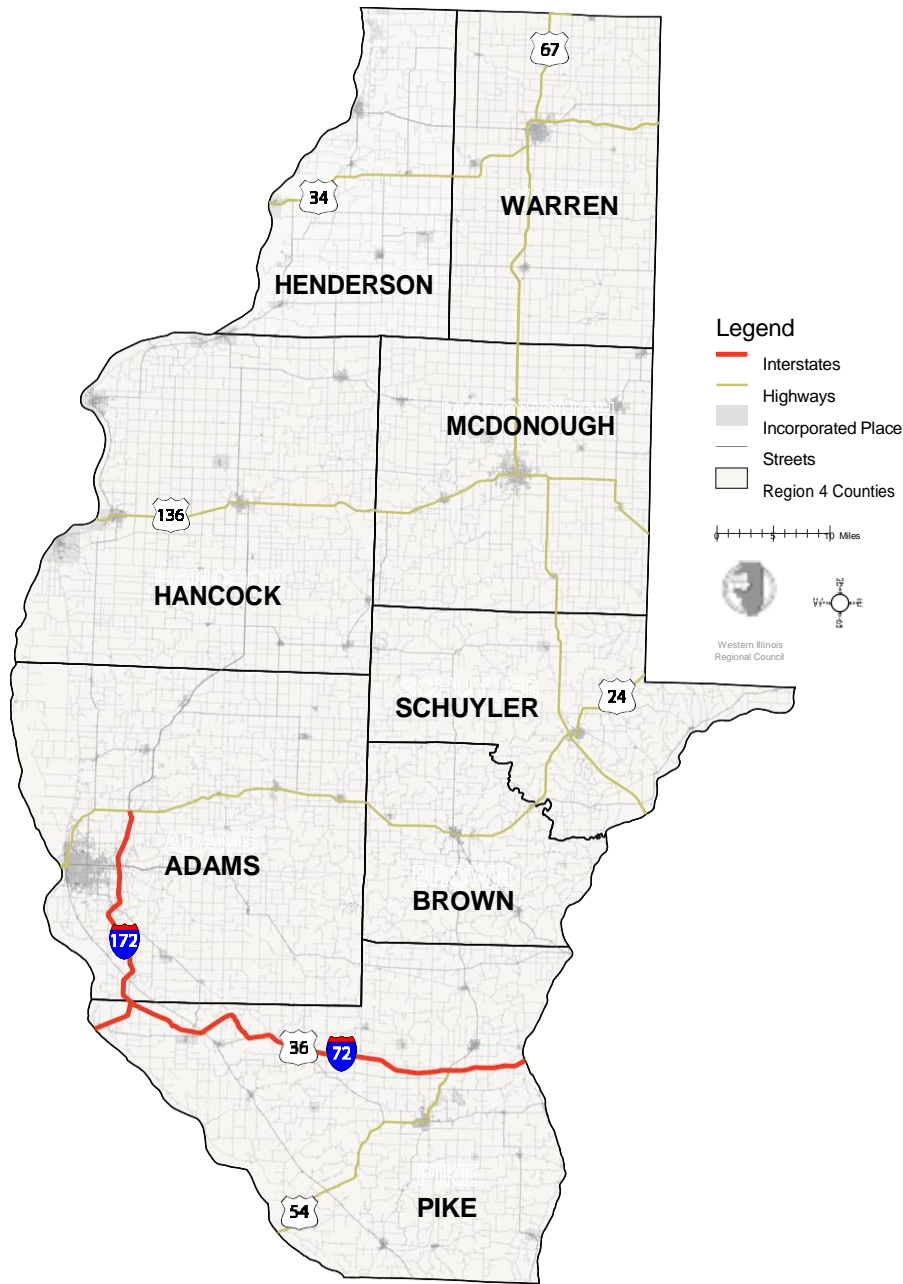 67
34
WARREN
HENDERSON
Legend
Interstates
Highways
Incorporated Place
Streets
Region 4 Counties
0 5 10 Miles
MCDONOUGH
136
HANCOCK
N
W E
S
Western Illinois
Regional Council
24
SCHUYLER
ADAMS
BROWN
172
36
72
PIKE
PIKE
54